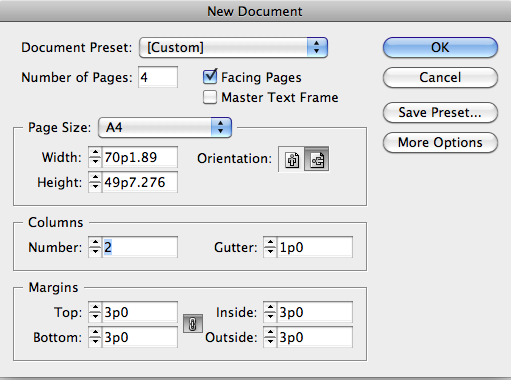 New Document
Document Preset: [Custom]
OK
Number of Pages: 4
Facing Pages
Cancel
Master Text Frame
Save Preset...
Page Size: A4
More Options
Width: 70p1.89
Orientation:
Height: 49p7.276
Columns
Number: 2
Gutter: 1p0
Margins
Top: 3p0
Inside: 3p0
Bottom: 3p0
Outside: 3p0